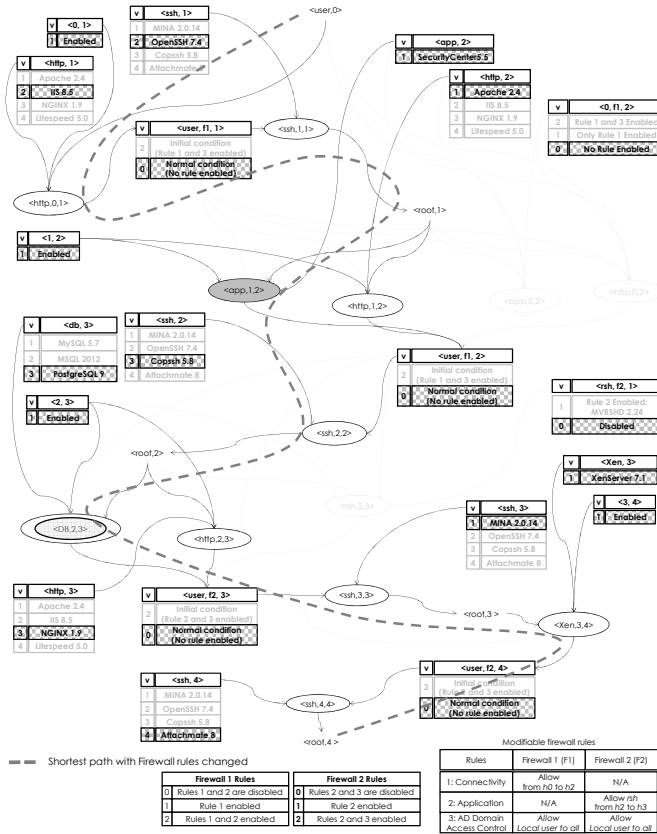 <user,0>
v <0, 1>
1 Enabled
v <ssh, 1>
1 MINA 2.0.14
2 OpenSSH 7.4
3 Copssh 5.8
4 Attachmate 8
v <http, 1>
1 Apache 2.4
2 IIS 8.5
3 NGINX 1.9
4 Litespeed 5.0
v <app, 2>
1 SecurityCenter5.5
v <http, 2>
1 Apache 2.4
2 IIS 8.5
3 NGINX 1.9
4 Litespeed 5.0
v <0, f1, 2>
2 Rule 1 and 3 Enabled
1 Only Rule 1 Enabled
0 No Rule Enabled
v <user, f1, 1>
2 Initial condition
(Rule 1 and 3 enabled)
0 Normal condition
(No rule enabled)
<ssh,1,1>
<http,0,1>
<root,1>
v <1, 2>
1 Enabled
<app,1,2>
<http,1,2>
<app,0,2>
<http,0,2>
v <db, 3>
1 MySQL 5.7
2 MSQL 2012
3 PostgreSQL 9
v <ssh, 2>
1 MINA 2.0.14
2 OpenSSH 7.4
3 Copssh 5.8
4 Attachmate 8
v <user, f1, 2>
2 Initial condition
(Rule 1 and 3 enabled)
0 Normal condition
(No rule enabled)
v <rsh, f2, 1>
1 Rule 2 Enabled:
MVRSHD 2.24
0 Disabled
v <2, 3>
1 Enabled
<ssh,2,2>
<root,2>
v <Xen, 3>
1 XenServer 7.1
v <3, 4>
1 Enabled
v <ssh, 3>
1 MINA 2.0.14
2 OpenSSH 7.4
3 Copssh 5.8
4 Attachmate 8
<DB,2,3>
<http,2,3>
v <http, 3>
1 Apache 2.4
2 IIS 8.5
3 NGINX 1.9
4 Litespeed 5.0
v <user, f2, 3>
2 Initial condition
(Rule 2 and 3 enabled)
0 Normal condition
(No rule enabled)
<ssh,3,3>
<root,3 >
<Xen,3,4>
v <ssh, 4>
1 MINA 2.0.14
2 OpenSSH 7.4
3 Copssh 5.8
4 Attachmate 8
v <user, f2, 4>
2 Initial condition
(Rule 2 and 3 enabled)
0 Normal condition
(No rule enabled)
<ssh,4,4>
<root,4 >
Shortest path with Firewall rules changed
Firewall 1 Rules
0 Rules 1 and 2 are disabled
1 Rule 1 enabled
2 Rules 1 and 2 enabled
Firewall 2 Rules
0 Rules 2 and 3 are disabled
1 Rule 2 enabled
2 Rules 2 and 3 enabled
Modifiable firewall rules
Rules Firewall 1 (F1) Firewall 2 (F2)
1: Connectivity Allow from h0 to h2 N/A
2: Application N/A Allow rsh from h2 to h3
3: AD Domain Access Control Allow Local user to all Allow Local user to all